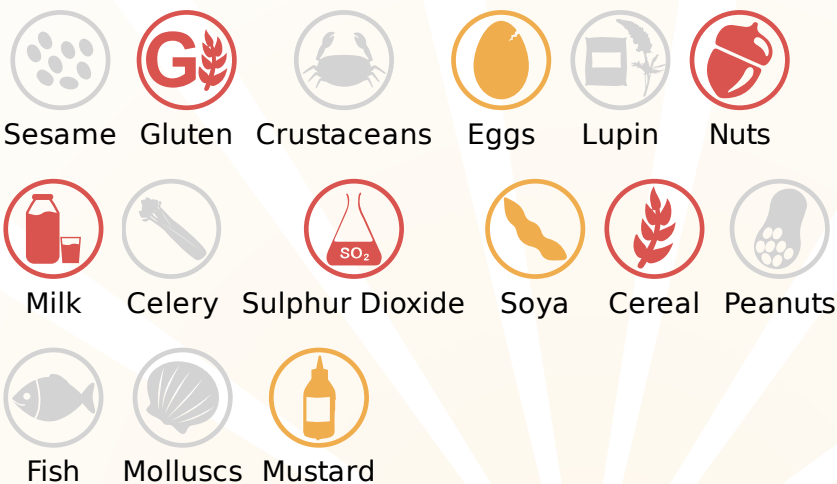 G
Sesame Gluten Crustaceans Eggs Lupin Nuts
SO₂
Milk Celery Sulphur Dioxide Soya Cereal Peanuts
Fish Molluscs Mustard